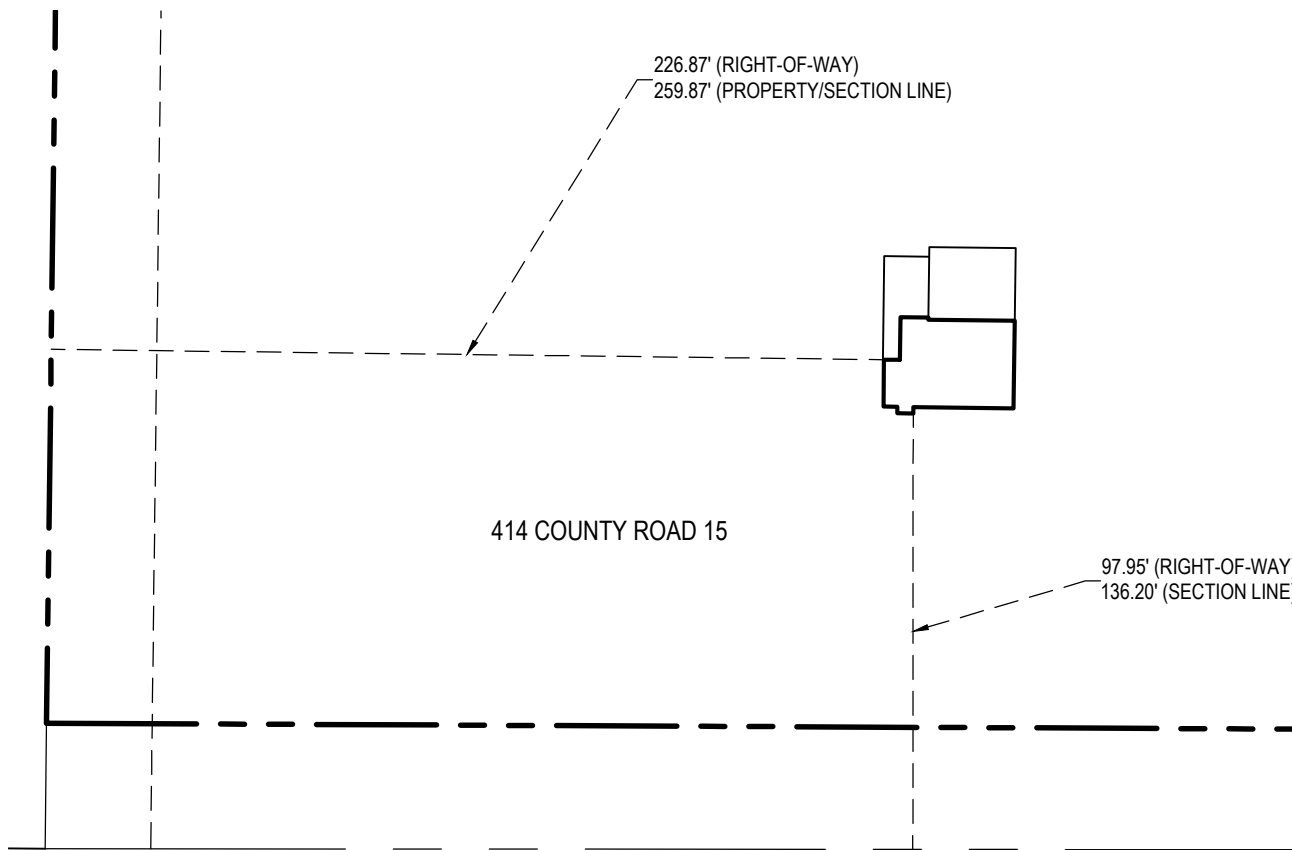 226.87' (RIGHT-OF-WAY)
259.87' (PROPERTY/SECTION LINE)
414 COUNTY ROAD 15
97.95' (RIGHT-OF-WAY
136.20' (SECTION LINE)